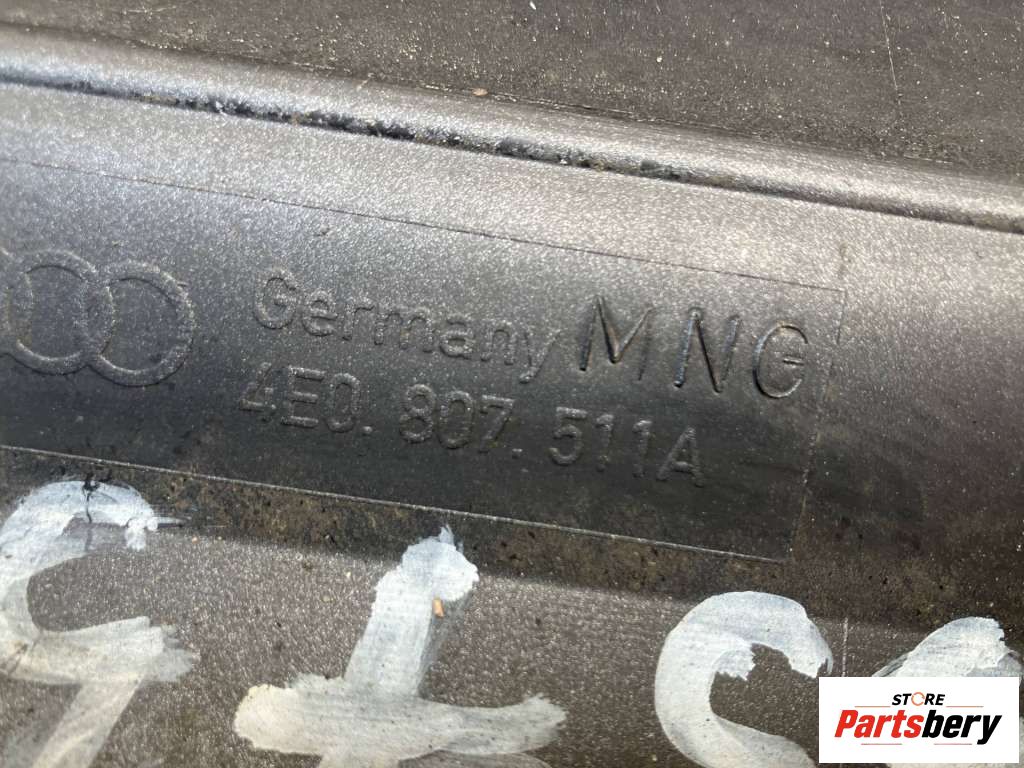 Germany MNG
4E0. 807. 511A
STORE
Partsbery